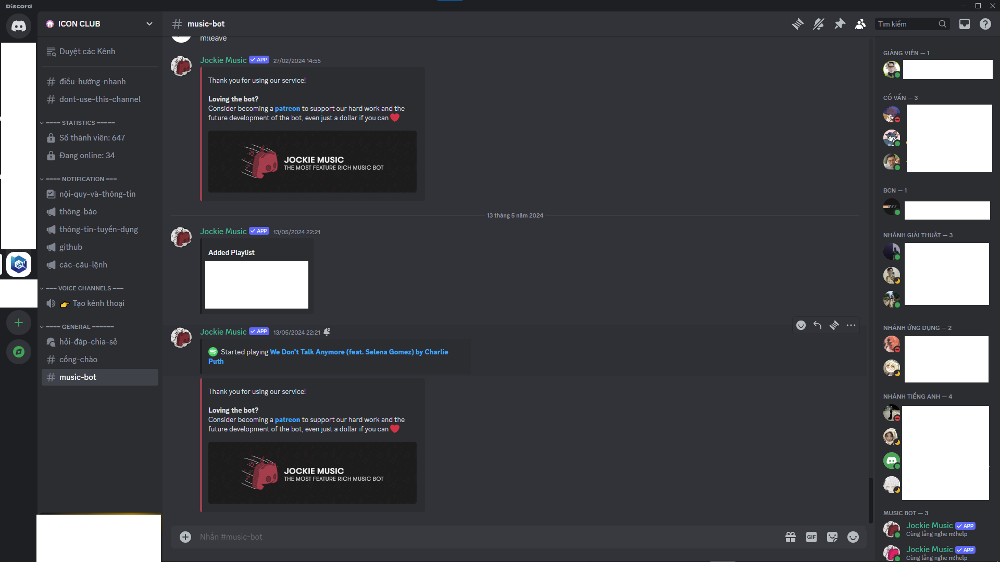 Discord
ICON CLUB
Duyệt các Kênh
điều-hướng-nhanh
dont-use-this-channel
---- STATISTICS -----
Số thành viên: 647
Đang online: 34
---- NOTIFICATION ---
nội-quy-và-thông-tin
thông-báo
thông-tin-tuyển-dụng
github
các-câu-lệnh
--- VOICE CHANNELS ---
👉 Tạo kênh thoại
---- GENERAL ------
hỏi-đáp-chia-sẻ
cổng-chào
music-bot
music-bot
Tìm kiếm
m!leave
Jockie Music APP 27/02/2024 14:55
Thank you for using our service!
Loving the bot?
Consider becoming a patreon to support our hard work and the
future development of the bot, even just a dollar if you can ❤
JOCKIE MUSIC
THE MOST FEATURE RICH MUSIC BOT
13 tháng 5 năm 2024
Jockie Music APP 13/05/2024 22:21
Added Playlist
Jockie Music APP 13/05/2024 22:21
Started playing We Don't Talk Anymore (feat. Selena Gomez) by Charlie
Puth
Thank you for using our service!
Loving the bot?
Consider becoming a patreon to support our hard work and the
future development of the bot, even just a dollar if you can ❤
JOCKIE MUSIC
THE MOST FEATURE RICH MUSIC BOT
Nhắn #music-bot
GIF
GIẢNG VIÊN — 1
CỐ VẤN — 3
BCN — 1
NHÁNH GIẢI THUẬT — 3
NHÁNH ỨNG DỤNG — 2
NHÁNH TIẾNG ANH — 4
MUSIC BOT — 3
Jockie Music APP
Cùng lắng nghe m!help
Jockie Music APP
Cùng lắng nghe m!help